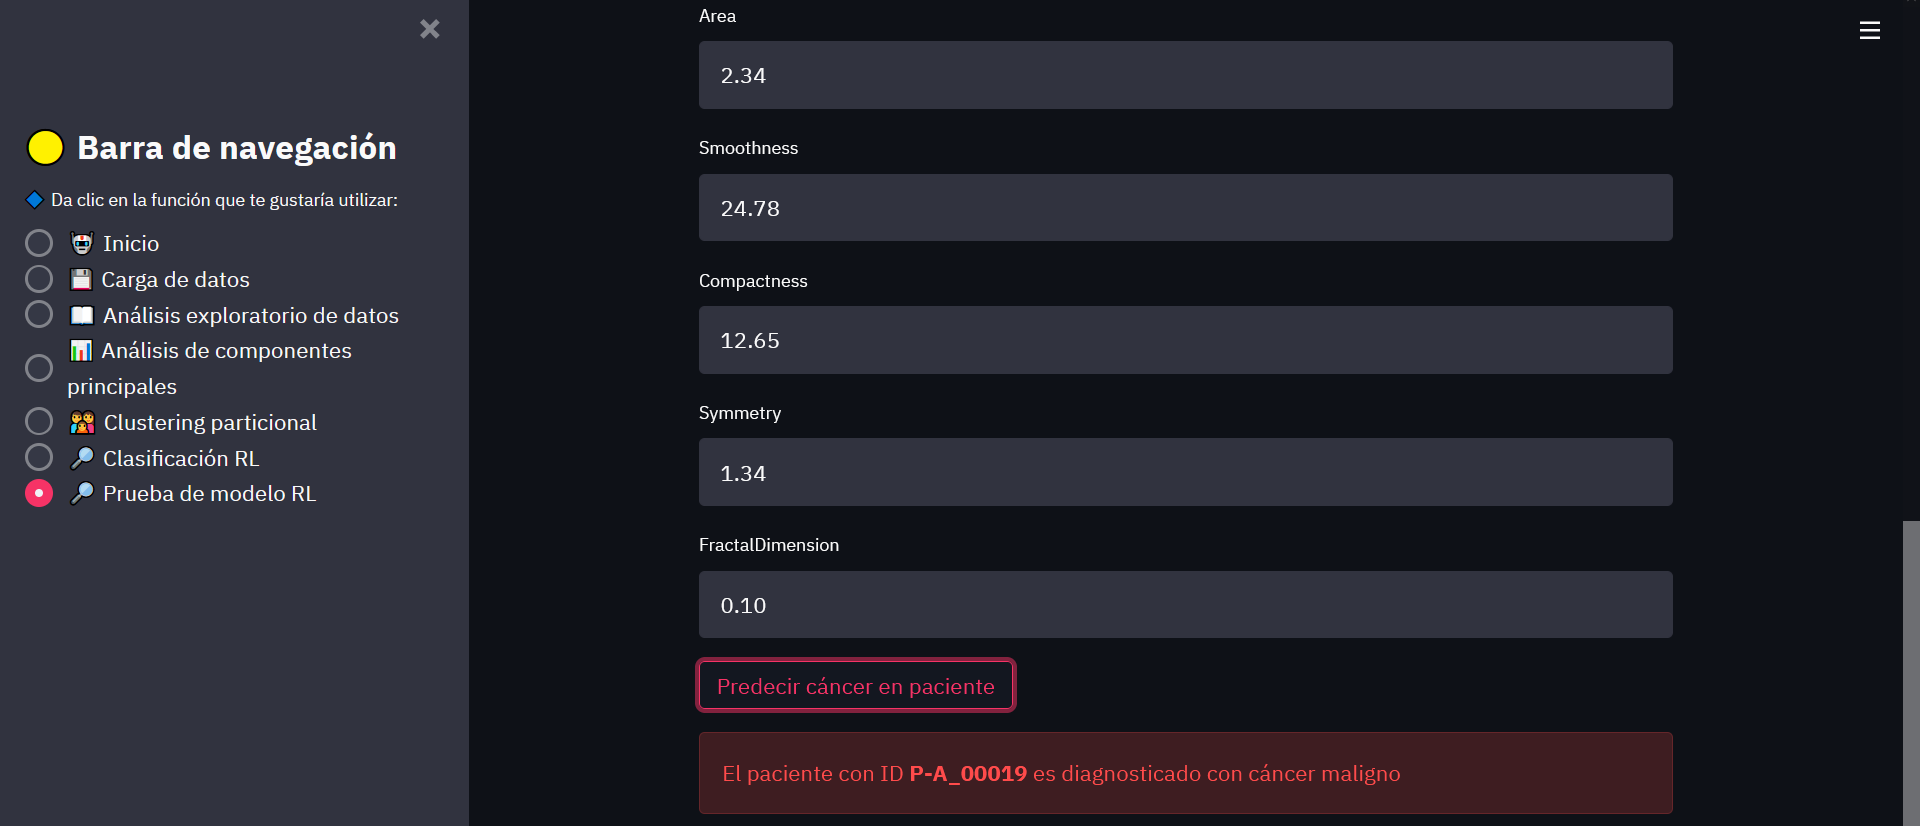 Barra de navegación
Da clic en la función que te gustaría utilizar:
Inicio
Carga de datos
Análisis exploratorio de datos
Análisis de componentes
principales
Clustering particional
Clasificación RL
Prueba de modelo RL
Area
2.34
Smoothness
24.78
Compactness
12.65
Symmetry
1.34
FractalDimension
0.10
Predecir cáncer en paciente
El paciente con ID P-A_00019 es diagnosticado con cáncer maligno